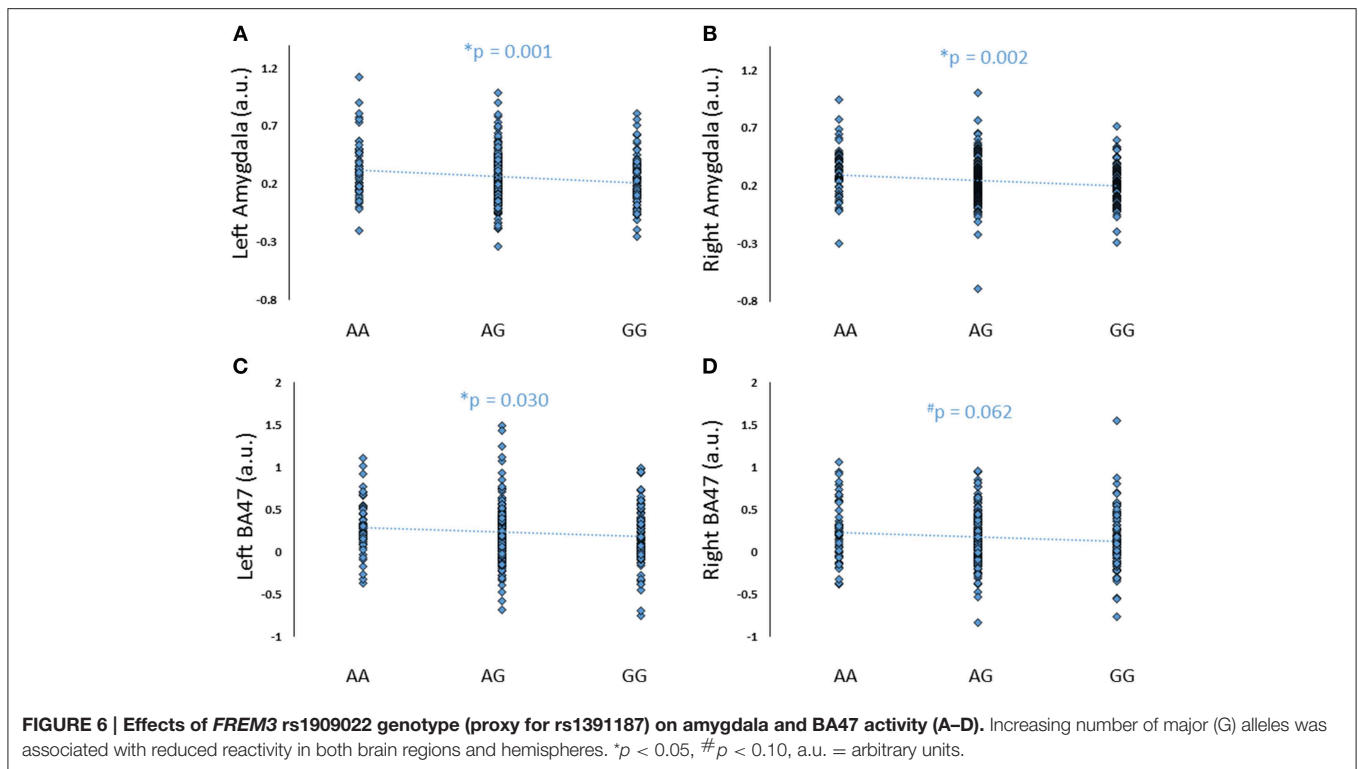 A
*p = 0.001
Left Amygdala (a.u.)
1.2
0.7
0.2
-0.3
-0.8
AA
AG
GG
B
*p = 0.002
Right Amygdala (a.u.)
1.2
0.7
0.2
-0.3
-0.8
AA
AG
GG
C
*p = 0.030
Left BA47 (a.u.)
2
1.5
1
0.5
0
-0.5
-1
AA
AG
GG
D
#p = 0.062
Right BA47 (a.u.)
2
1.5
1
0.5
0
-0.5
-1
AA
AG
GG
FIGURE 6 | Effects of FREM3 rs1909022 genotype (proxy for rs1391187) on amygdala and BA47 activity (A–D). Increasing number of major (G) alleles was
associated with reduced reactivity in both brain regions and hemispheres. *p < 0.05, #p < 0.10, a.u. = arbitrary units.